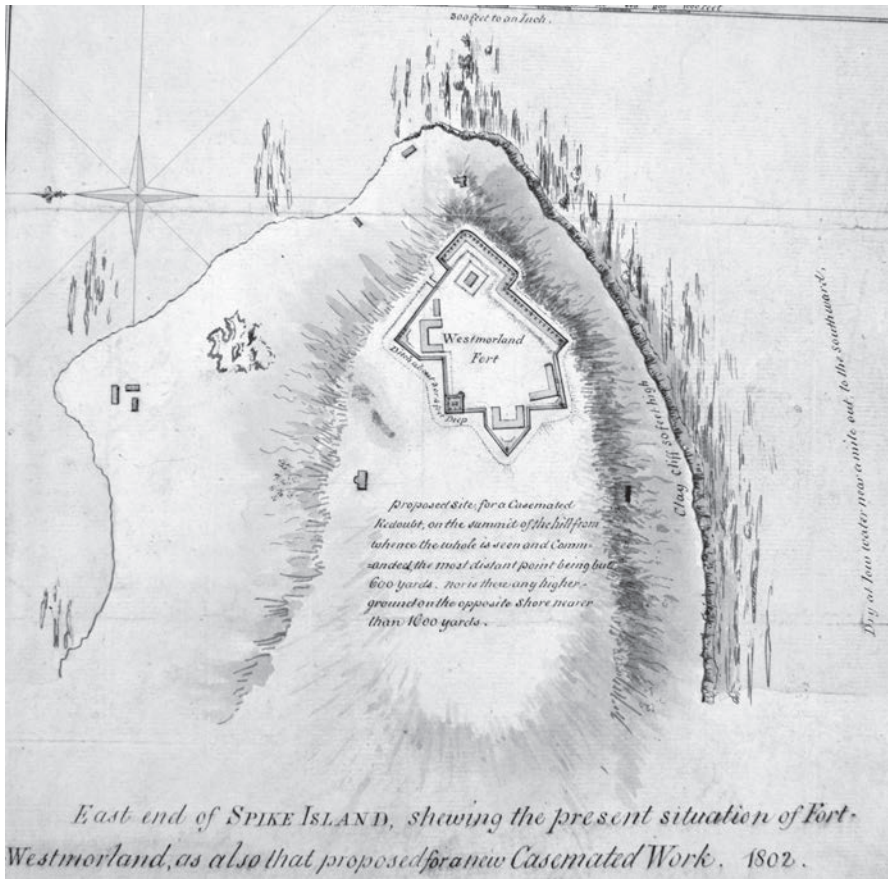 300 feet to an Inch.
Westmorland
Fort
Ditch about
Deep
proposed site, for a Casemated
Redoubt, on the summit of the hill from
whence the whole is seen and Comm-
-anded, the most distant point being but
600 yards. nor is there any higher
ground on the opposite shore nearer
than 1600 yards.
Clay Cliff 50 feet high
Dry at low water near a mite out, to the southward.
East end of SPIKE ISLAND, shewing the present situation of Fort-
Westmorland, as also that proposed for a new Casemated Work. 1802.